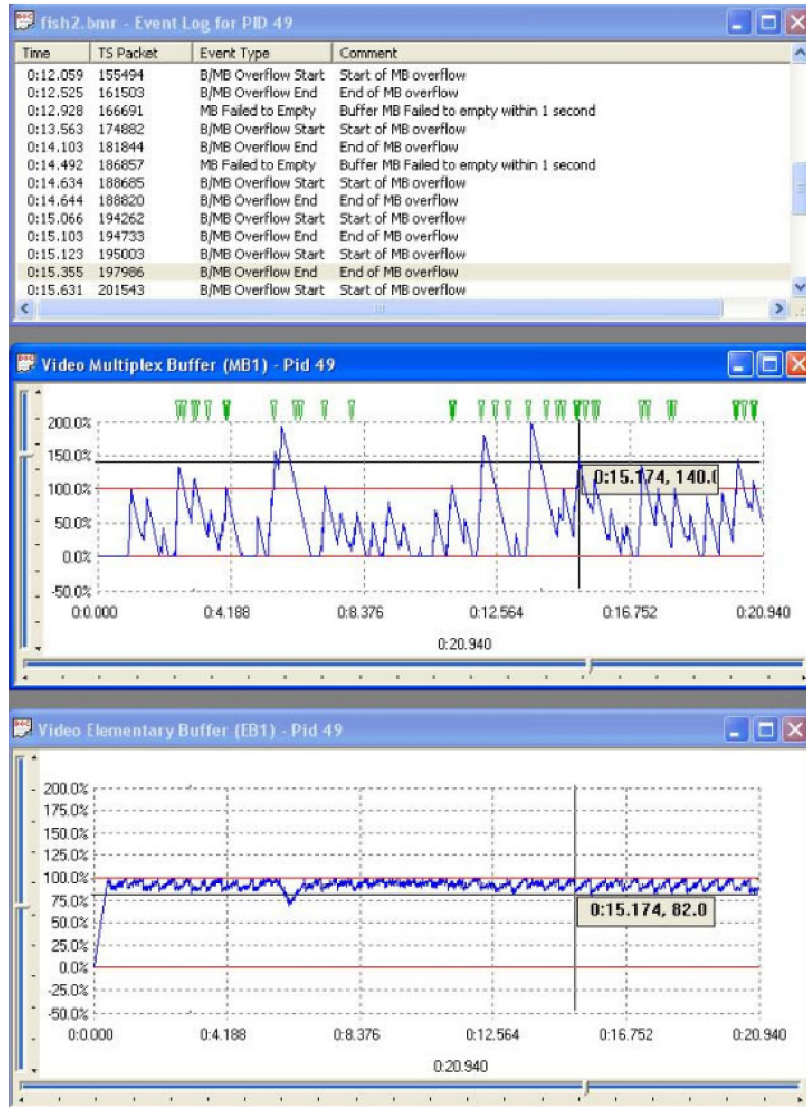 fish2.bmr - Event Log for PID 49
Time TS Packet Event Type Comment
0:12.059 155494 B/MB Overflow Start Start of MB overflow
0:12.525 161503 B/MB Overflow End End of MB overflow
0:12.928 166691 MB Failed to Empty Buffer MB Failed to empty within 1 second
0:13.563 174882 B/MB Overflow Start Start of MB overflow
0:14.103 181844 B/MB Overflow End End of MB overflow
0:14.492 186857 MB Failed to Empty Buffer MB Failed to empty within 1 second
0:14.634 188685 B/MB Overflow Start Start of MB overflow
0:14.644 188820 B/MB Overflow End End of MB overflow
0:15.066 194262 B/MB Overflow Start Start of MB overflow
0:15.103 194733 B/MB Overflow End End of MB overflow
0:15.123 195003 B/MB Overflow Start Start of MB overflow
0:15.355 197986 B/MB Overflow End End of MB overflow
0:15.631 201543 B/MB Overflow Start Start of MB overflow
Video Multiplex Buffer (MB1) - Pid 49
200.0%
150.0%
0:15.174, 140.0
100.0%
50.0%
0.0%
-50.0%
0:0.000 0:4.188 0:8.376 0:12.564 0:16.752 0:20.940
0:20.940
Video Elementary Buffer (EB1) - Pid 49
200.0%
175.0%
150.0%
125.0%
100.0%
75.0%
50.0%
0:15.174, 82.0
25.0%
0.0%
-25.0%
-50.0%
0:0.000 0:4.188 0:8.376 0:12.564 0:16.752 0:20.940
0:20.940